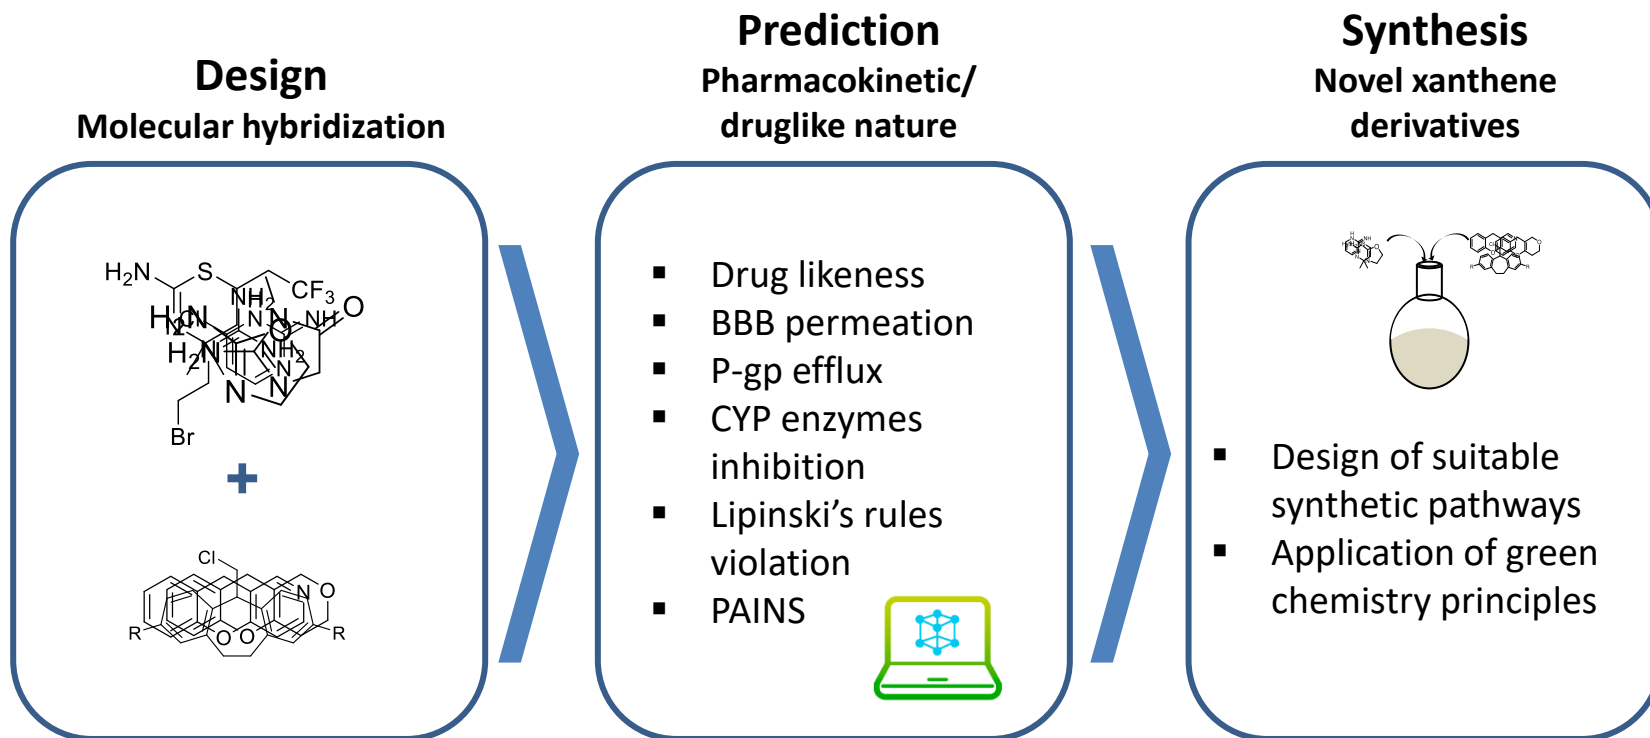 Design
Molecular hybridization
H₂N
S
CF₃
O
Br
+
Cl
N
O
R
O
O
R
Prediction
Pharmacokinetic/
druglike nature
▪ Drug likeness
▪ BBB permeation
▪ P-gp efflux
▪ CYP enzymes
inhibition
▪ Lipinski’s rules
violation
▪ PAINS
Synthesis
Novel xanthene
derivatives
▪ Design of suitable
synthetic pathways
▪ Application of green
chemistry principles